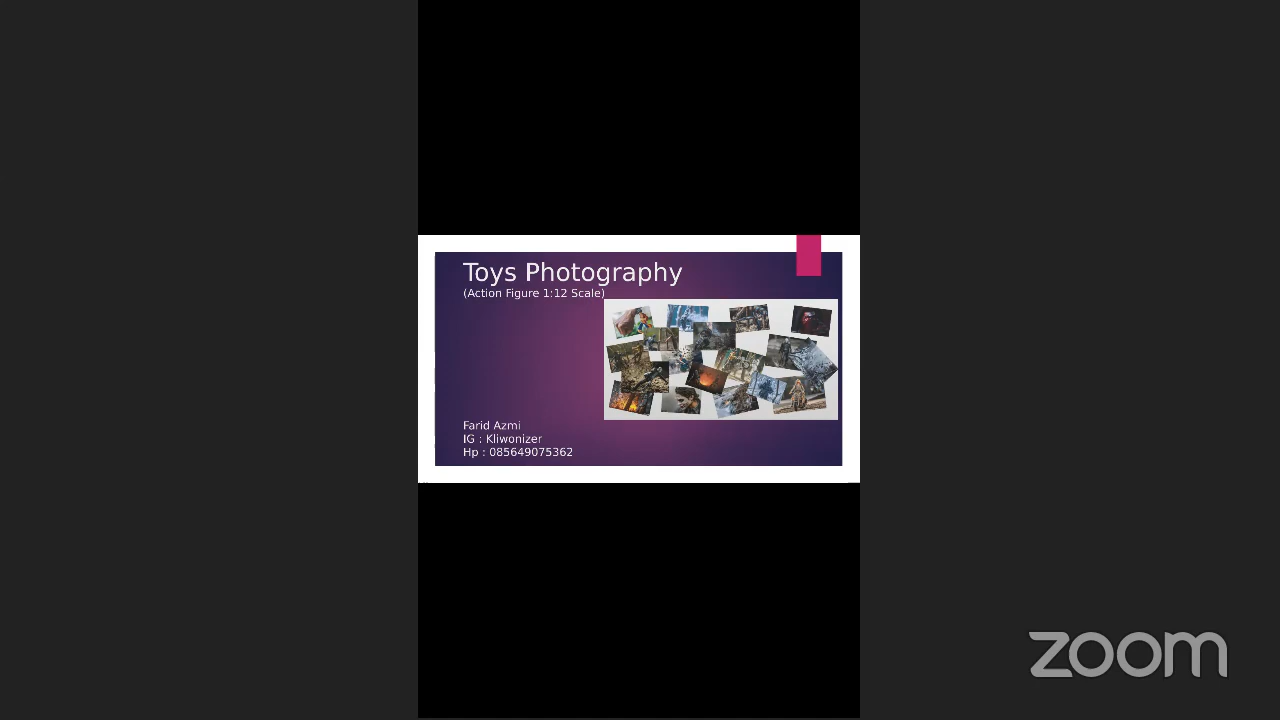 Toys Photography
(Action Figure 1:12 Scale)
Farid Azmi
IG : Kliwonizer
Hp : 085649075362
zoom